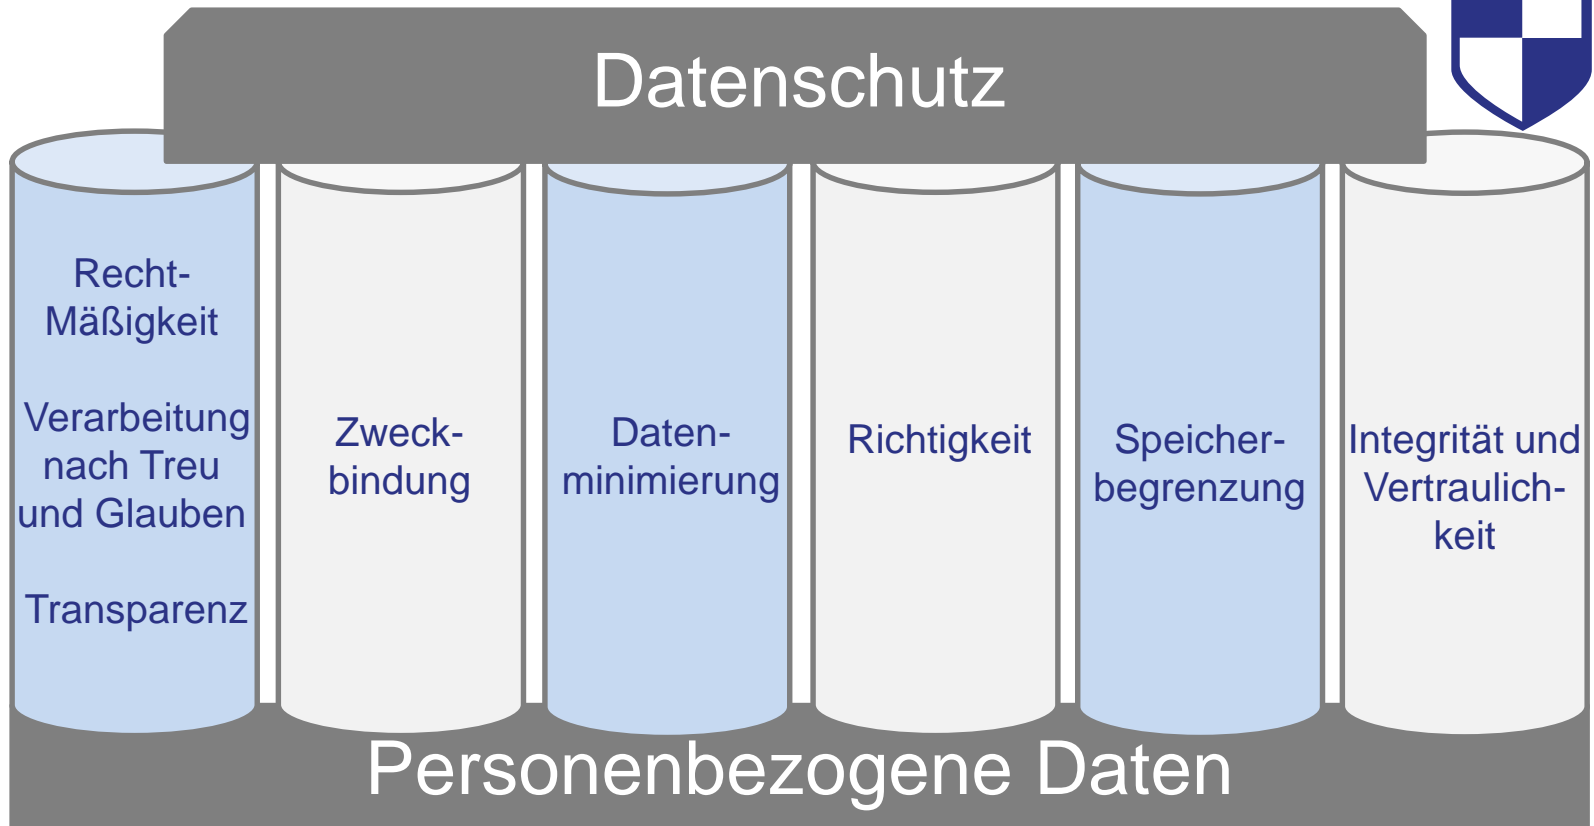 Datenschutz
Recht-
Mäßigkeit
Verarbeitung
nach Treu
und Glauben
Transparenz
Zweck-
bindung
Daten-
minimierung
Richtigkeit
Speicher-
begrenzung
Integrität und
Vertraulich-
keit
Personenbezogene Daten